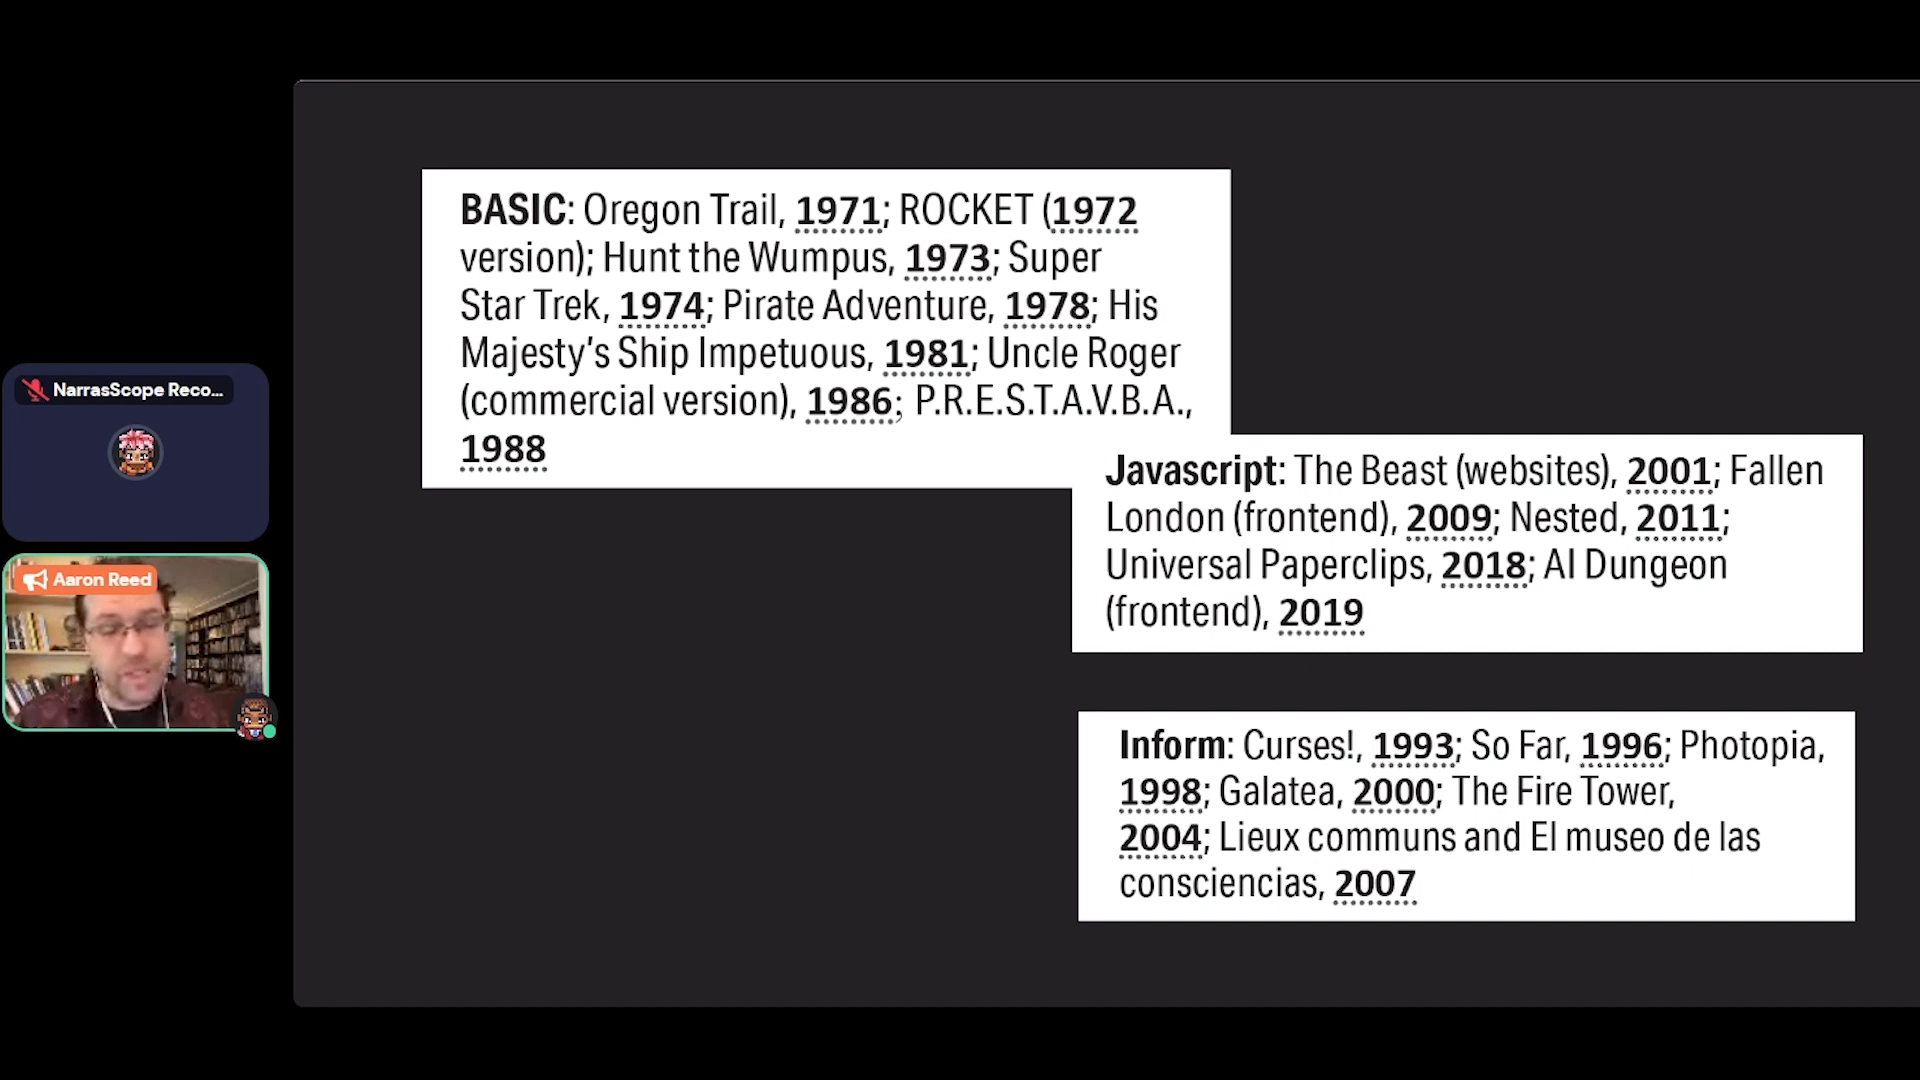 NarrasScope Reco...
Aaron Reed
BASIC: Oregon Trail, 1971; ROCKET (1972
version); Hunt the Wumpus, 1973; Super
Star Trek, 1974; Pirate Adventure, 1978; His
Majesty’s Ship Impetuous, 1981; Uncle Roger
(commercial version), 1986; P.R.E.S.T.A.V.B.A.,
1988
Javascript: The Beast (websites), 2001; Fallen
London (frontend), 2009; Nested, 2011;
Universal Paperclips, 2018; AI Dungeon
(frontend), 2019
Inform: Curses!, 1993; So Far, 1996; Photopia,
1998; Galatea, 2000; The Fire Tower,
2004; Lieux communs and El museo de las
consciencias, 2007